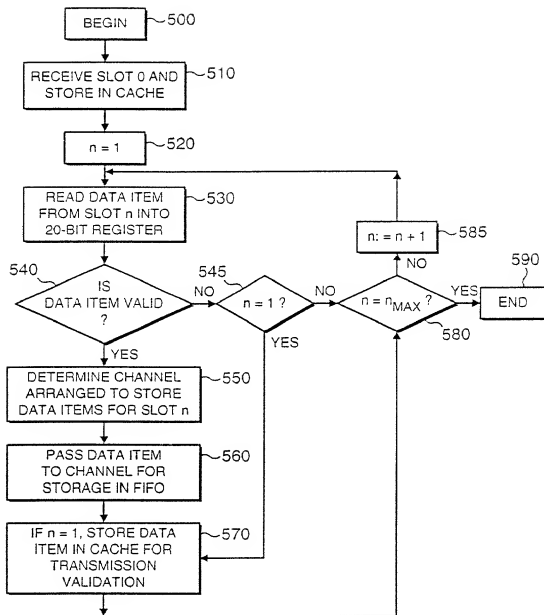 BEGIN
500
RECEIVE SLOT 0 AND
STORE IN CACHE
510
n = 1
520
READ DATA ITEM
FROM SLOT n INTO
20-BIT REGISTER
530
n: = n + 1
585
540
IS
DATA ITEM VALID
?
NO
545
n = 1 ?
NO
n = nMAX ?
580
NO
YES
590
END
YES
YES
DETERMINE CHANNEL
ARRANGED TO STORE
DATA ITEMS FOR SLOT n
550
PASS DATA ITEM
TO CHANNEL FOR
STORAGE IN FIFO
560
IF n = 1, STORE DATA
ITEM IN CACHE FOR
TRANSMISSION
VALIDATION
570